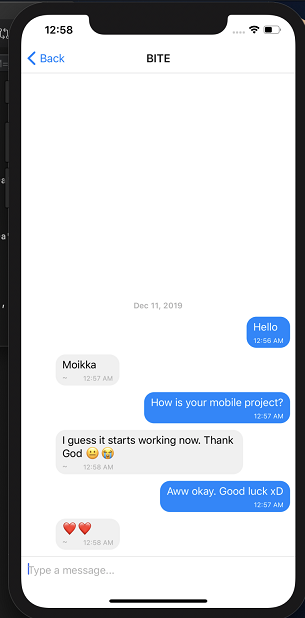 12:58
Back
BITE
Dec 11, 2019
Hello
12:56 AM
Moikka
~ 12:57 AM
How is your mobile project?
12:57 AM
I guess it starts working now. Thank
God 😐😭
~ 12:58 AM
Aww okay. Good luck xD
12:57 AM
❤️❤️
~ 12:58 AM
Type a message...